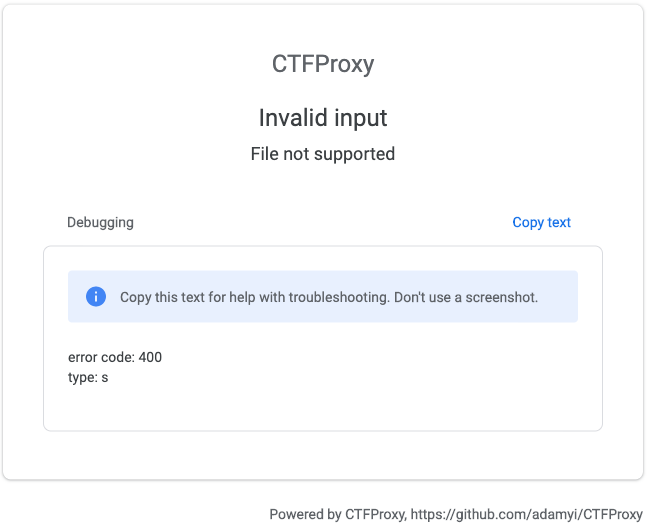 CTFProxy
Invalid input
File not supported
Debugging
Copy text
Copy this text for help with troubleshooting. Don't use a screenshot.
error code: 400
type: s
Powered by CTFProxy, https://github.com/adamyi/CTFProxy